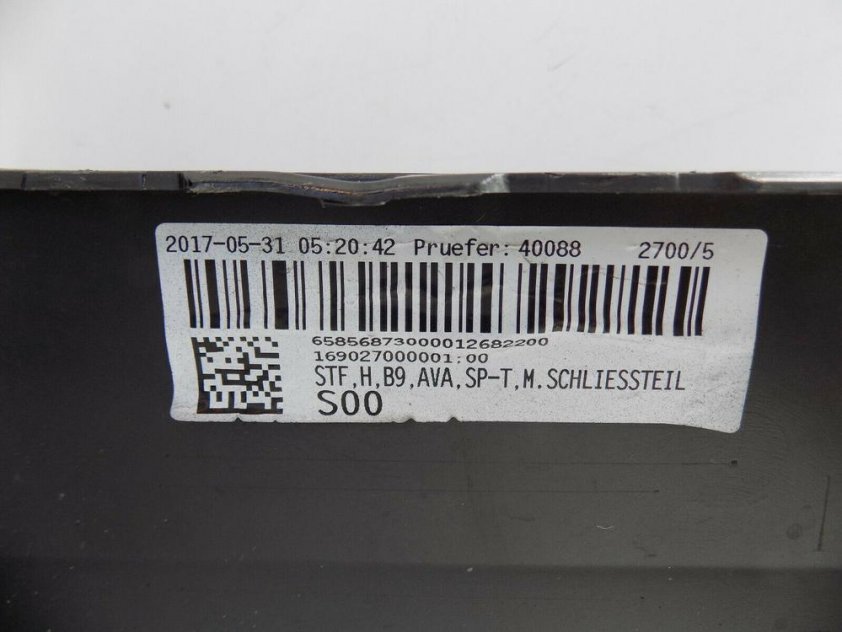 2017-05-31 05:20:42 Pruefer: 40088 2700/5
65856873000012682200
169027000001:00
STF,H,B9,AVA,SP-T,M.SCHLIESSTEIL
S00